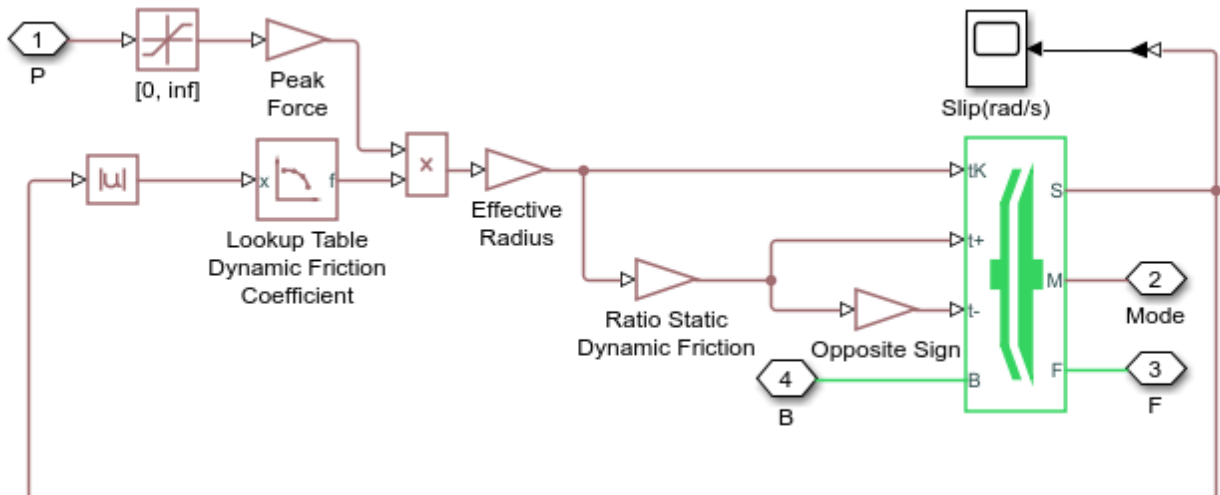 1
P
[0, inf]
Peak
Force
Slip(rad/s)
|u|
x
f
Lookup Table
Dynamic Friction
Coefficient
x
Effective
Radius
tK
t+
t-
B
S
M
F
Ratio Static
Dynamic Friction
Opposite Sign
2
Mode
3
F
4
B